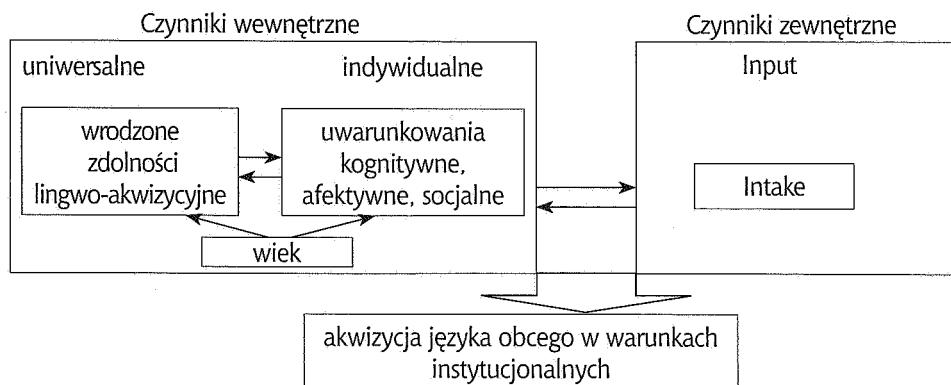 Czynniki wewnętrzne
Czynniki zewnętrzne
uniwersalne
indywidualne
Input
wrodzone
zdolności
lingwo-akwizycyjne
uwarunkowania
kognitywne,
afektywne, socjalne
Intake
wiek
akwizycja języka obcego w warunkach
instytucjonalnych